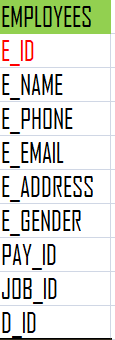 EMPLOYEES
E_ID
E_NAME
E_PHONE
E_EMAIL
E_ADDRESS
E_GENDER
PAY_ID
JOB_ID
D_ID